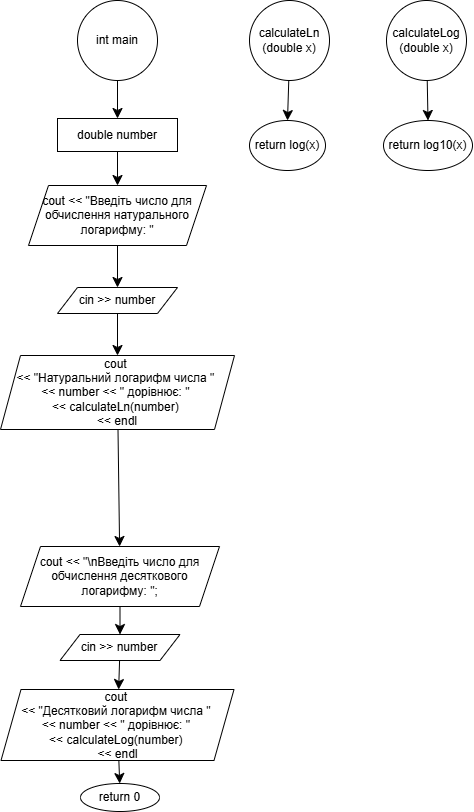 int main
calculateLn
(double x)
calculateLog
(double x)
double number
return log(x)
return log10(x)
cout << "Введіть число для
обчислення натурального
логарифму: "
cin >> number
cout
<< "Натуральний логарифм числа "
<< number << " дорівнює: "
<< calculateLn(number)
<< endl
cout << "\nВведіть число для
обчислення десяткового
логарифму: ";
cin >> number
cout
<< "Десятковий логарифм числа "
<< number << " дорівнює: "
<< calculateLog(number)
<< endl
return 0